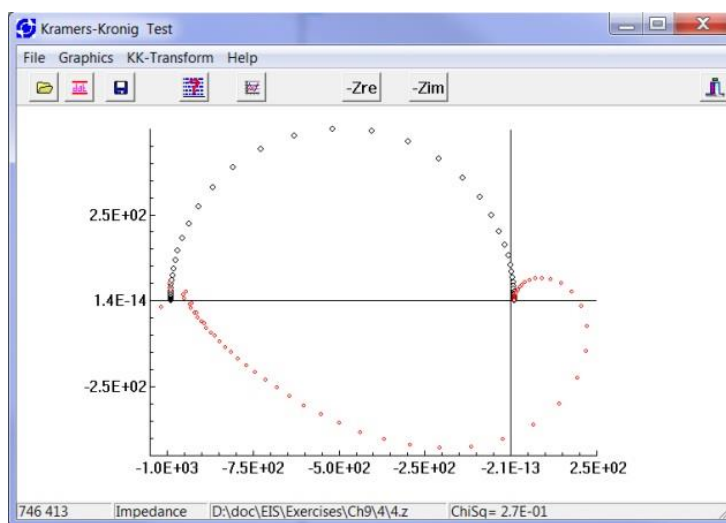 Kramers-Kronig Test
File Graphics KK-Transform Help
-Zre -Zim
2.5E+02
1.4E-14
-2.5E+02
-1.0E+03 -7.5E+02 -5.0E+02 -2.5E+02 -2.1E-13 2.5E+02
746 413 Impedance D:\doc\EIS\Exercises\Ch9\4\4.z ChiSq= 2.7E-01